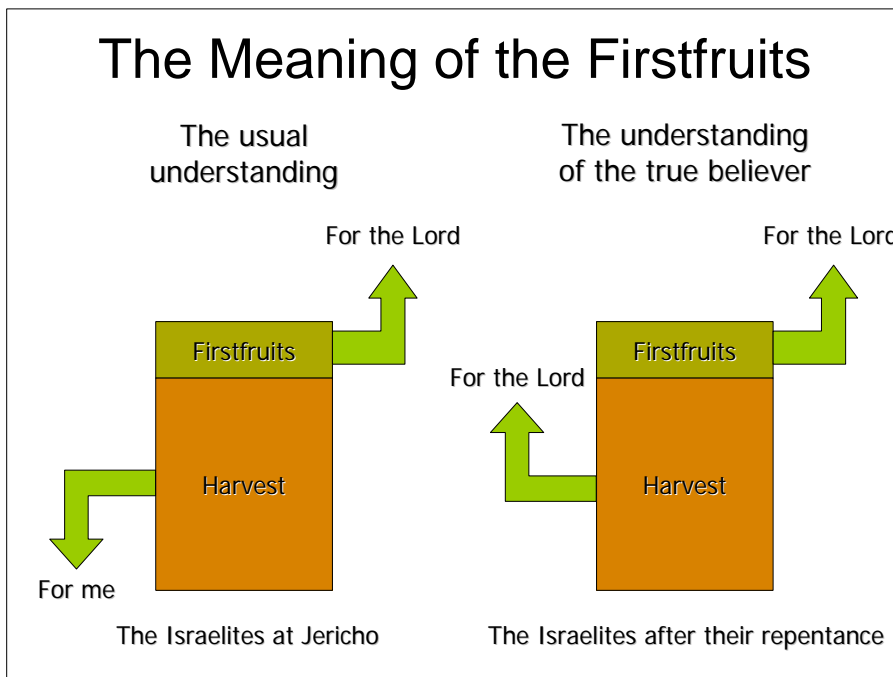 The Meaning of the Firstfruits
The usual
understanding
For the Lord
Firstfruits
Harvest
For me
The Israelites at Jericho
The understanding
of the true believer
For the Lord
Firstfruits
For the Lord
Harvest
The Israelites after their repentance